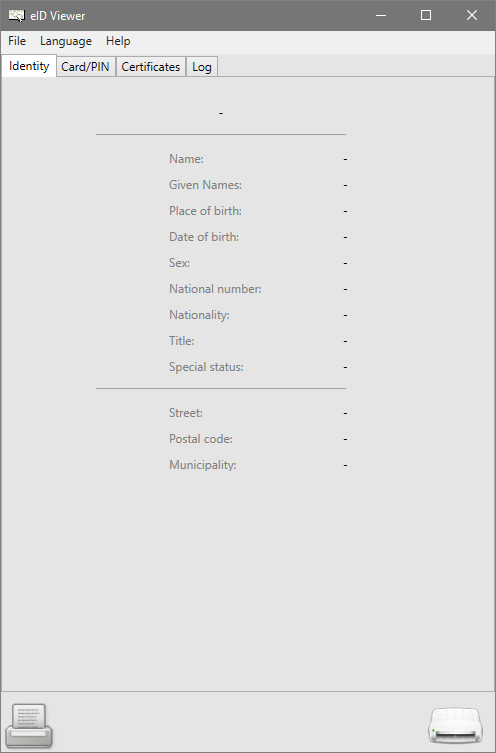 eID Viewer
File Language Help
Identity Card/PIN Certificates Log
-
Name: -
Given Names: -
Place of birth: -
Date of birth: -
Sex: -
National number: -
Nationality: -
Title: -
Special status: -
Street: -
Postal code: -
Municipality: -